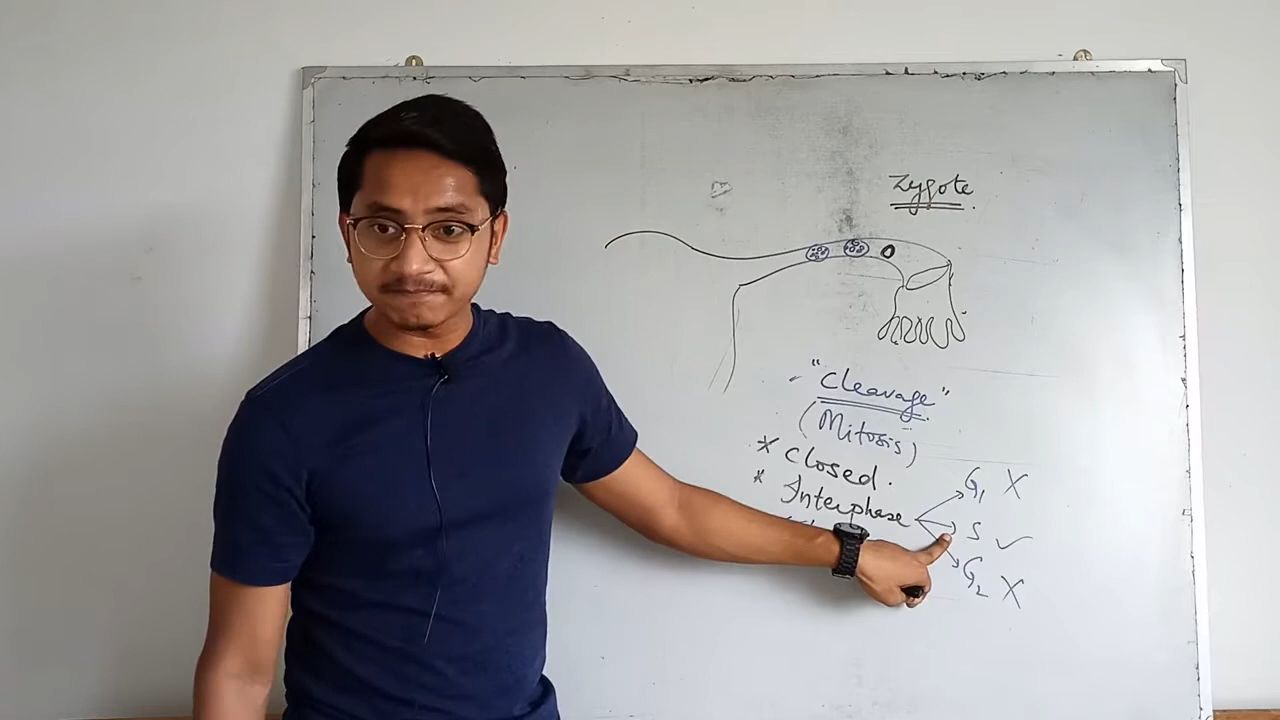 Zygote.
"Cleavage"
(Mitosis)
* Closed.
* Interphase
G₁ X
S ✓
G₂ X